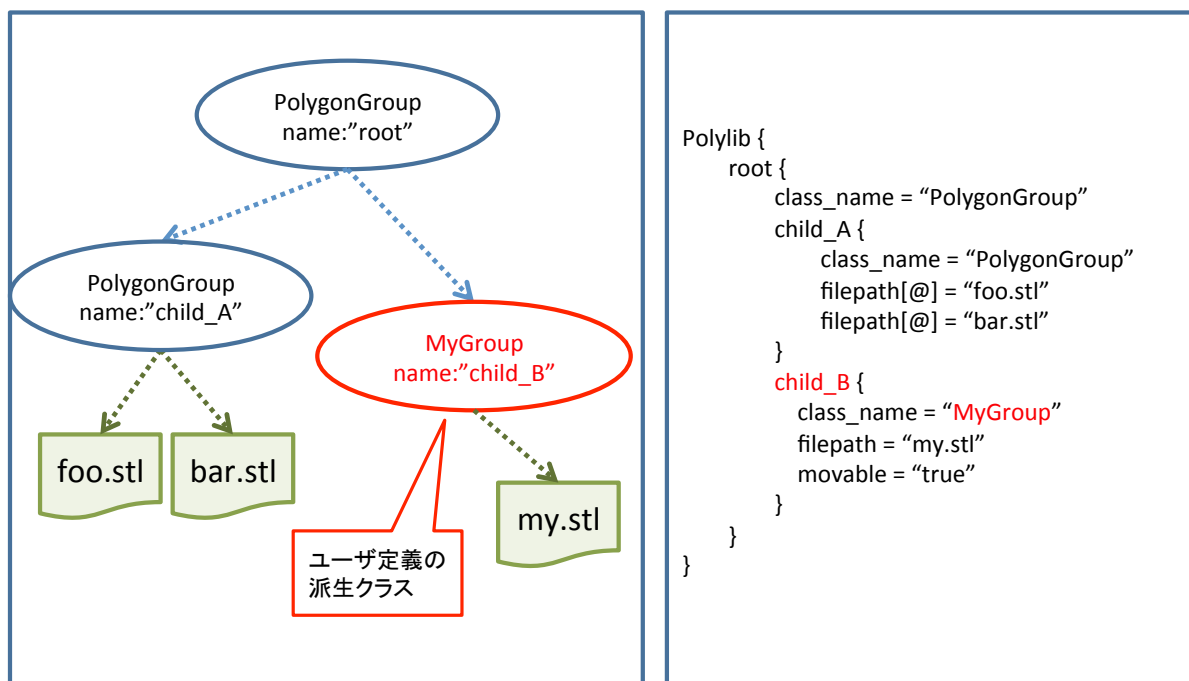 PolygonGroup
name:”root”
PolygonGroup
name:”child_A”
MyGroup
name:”child_B”
foo.stl
bar.stl
my.stl
ユーザ定義の
派生クラス
Polylib {
root {
class_name = “PolygonGroup”
child_A {
class_name = “PolygonGroup”
filepath[@] = “foo.stl”
filepath[@] = “bar.stl”
}
child_B {
class_name = “MyGroup”
filepath = “my.stl”
movable = “true”
}
}
}